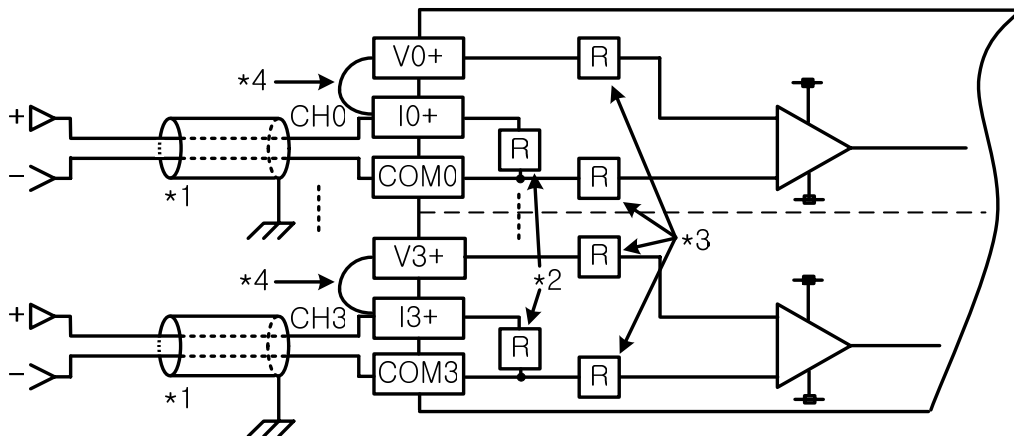 V0+
R
*4
CH0
I0+
+
R
-
COM0
R
*1
*3
V3+
R
*4
*2
CH3
I3+
+
R
-
COM3
R
*1